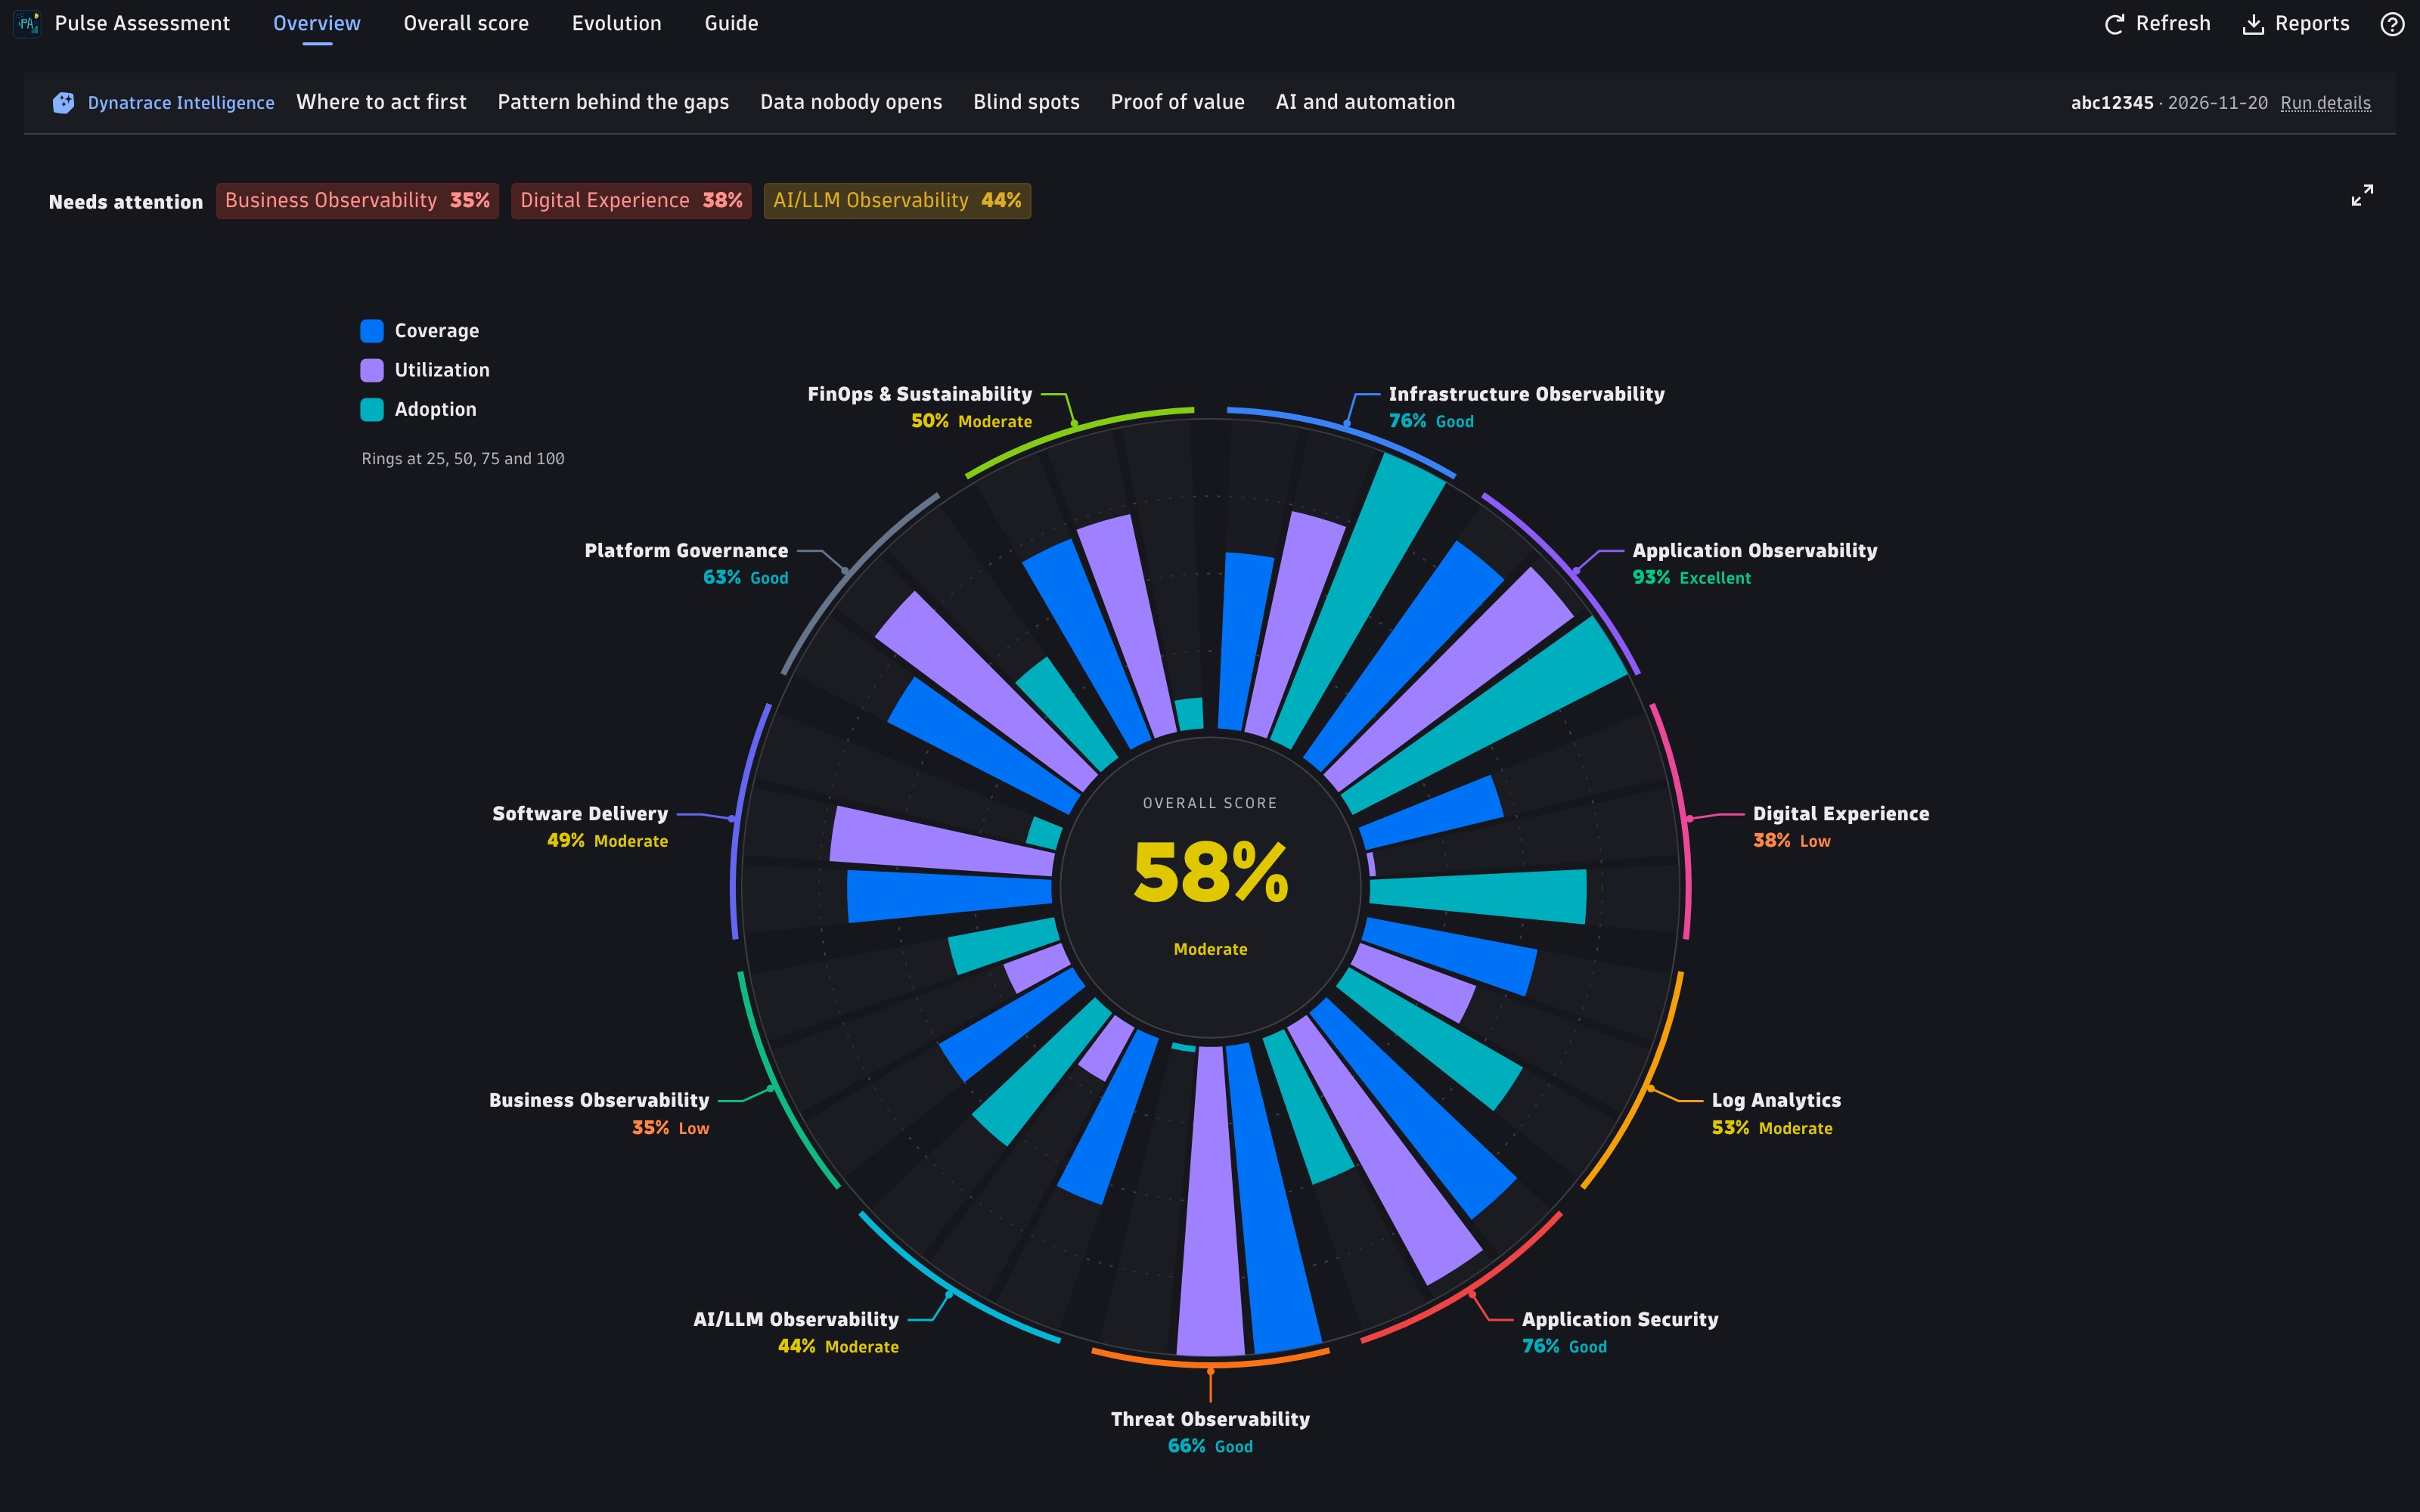 Pulse Assessment Overview Overall score Evolution Guide Refresh Reports
Dynatrace Intelligence Where to act first Pattern behind the gaps Data nobody opens Blind spots Proof of value AI and automation abc12345 · 2026-11-20 Run details
Needs attention Business Observability 35% Digital Experience 38% AI/LLM Observability 44%
Coverage
Utilization
Adoption
Rings at 25, 50, 75 and 100
FinOps & Sustainability
50% Moderate
Infrastructure Observability
76% Good
Platform Governance
63% Good
Application Observability
93% Excellent
Software Delivery
49% Moderate
OVERALL SCORE
58%
Moderate
Digital Experience
38% Low
Business Observability
35% Low
Log Analytics
53% Moderate
AI/LLM Observability
44% Moderate
Application Security
76% Good
Threat Observability
66% Good